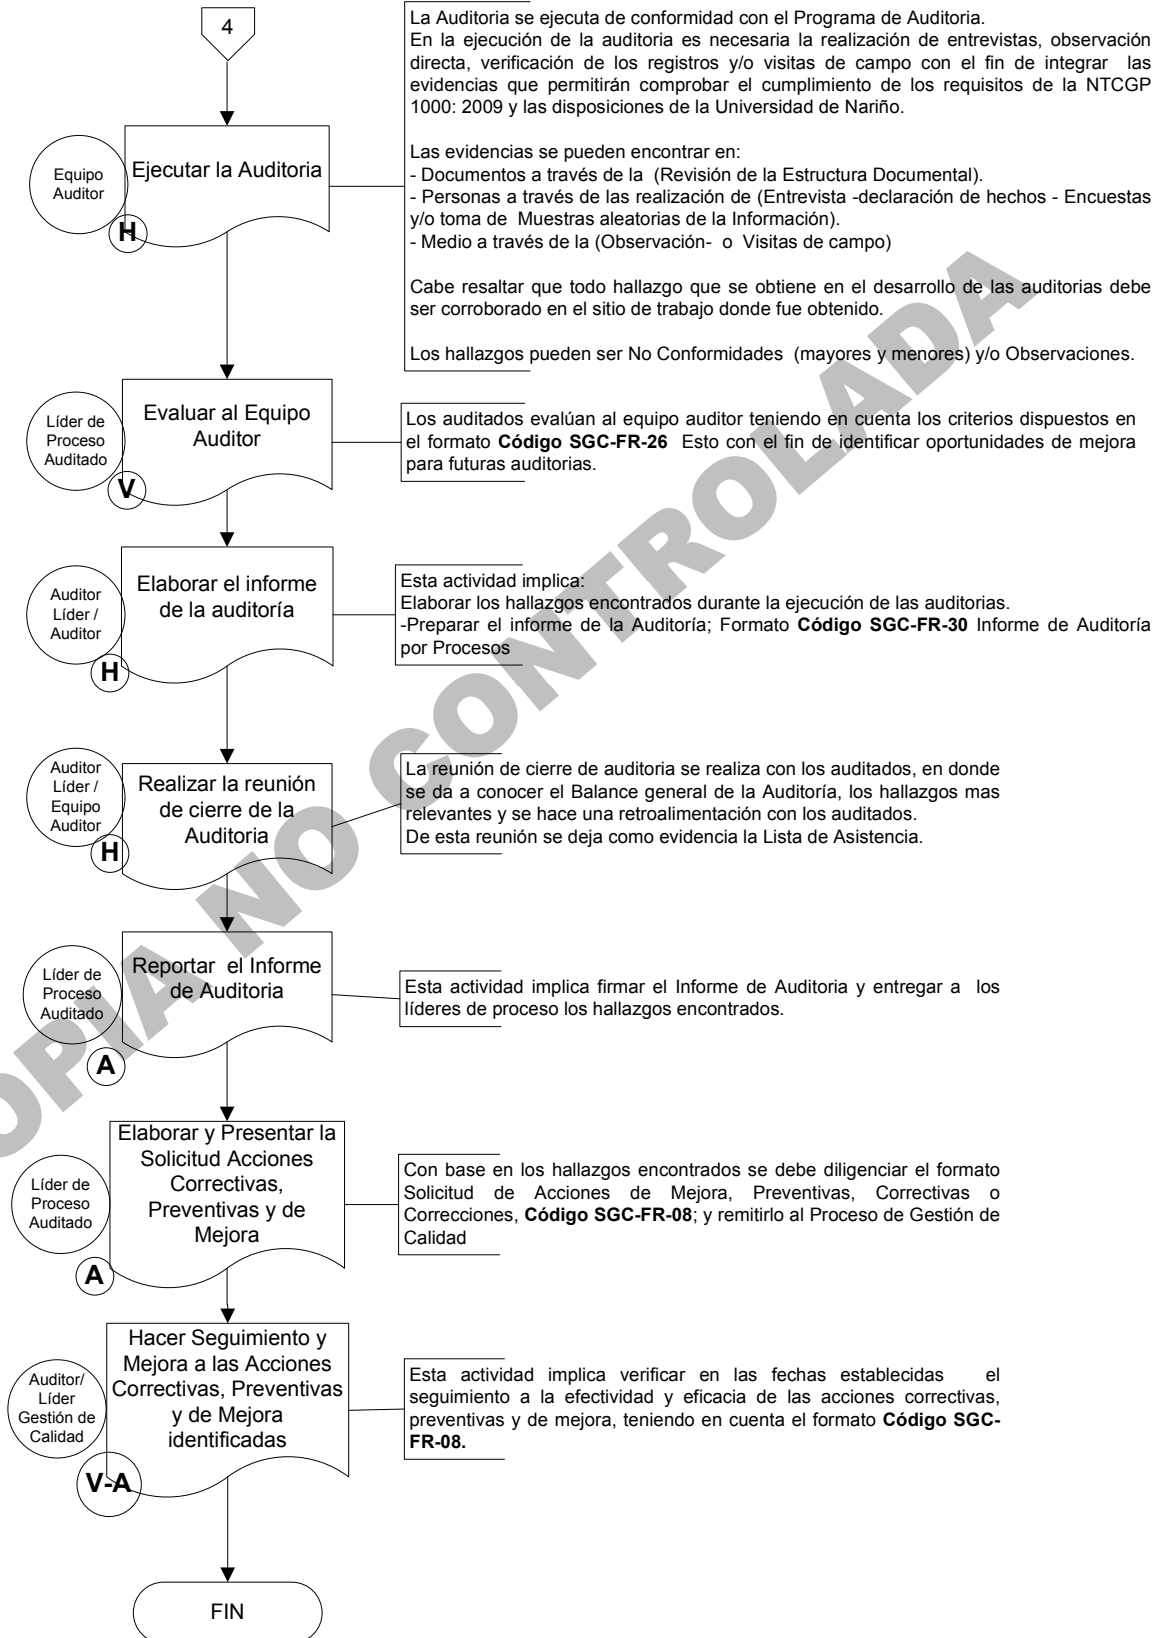 4
La Auditoria se ejecuta de conformidad con el Programa de Auditoria.
En la ejecución de la auditoria es necesaria la realización de entrevistas, observación
directa, verificación de los registros y/o visitas de campo con el fin de integrar las
evidencias que permitirán comprobar el cumplimiento de los requisitos de la NTCGP
1000: 2009 y las disposiciones de la Universidad de Nariño.
Las evidencias se pueden encontrar en:
- Documentos a través de la (Revisión de la Estructura Documental).
- Personas a través de las realización de (Entrevista -declaración de hechos - Encuestas
y/o toma de Muestras aleatorias de la Información).
- Medio a través de la (Observación- o Visitas de campo)
Cabe resaltar que todo hallazgo que se obtiene en el desarrollo de las auditorias debe
ser corroborado en el sitio de trabajo donde fue obtenido.
Los hallazgos pueden ser No Conformidades (mayores y menores) y/o Observaciones.
Equipo
Auditor
H
Ejecutar la Auditoria
Líder de
Proceso
Auditado
V
Evaluar al Equipo
Auditor
Los auditados evalúan al equipo auditor teniendo en cuenta los criterios dispuestos en
el formato Código SGC-FR-26 Esto con el fin de identificar oportunidades de mejora
para futuras auditorias.
Auditor
Líder /
Auditor
H
Elaborar el informe
de la auditoría
Esta actividad implica:
Elaborar los hallazgos encontrados durante la ejecución de las auditorias.
-Preparar el informe de la Auditoría; Formato Código SGC-FR-30 Informe de Auditoría
por Procesos
Auditor
Líder /
Equipo
Auditor
H
Realizar la reunión
de cierre de la
Auditoria
La reunión de cierre de auditoria se realiza con los auditados, en donde
se da a conocer el Balance general de la Auditoría, los hallazgos mas
relevantes y se hace una retroalimentación con los auditados.
De esta reunión se deja como evidencia la Lista de Asistencia.
Líder de
Proceso
Auditado
A
Reportar el Informe
de Auditoria
Esta actividad implica firmar el Informe de Auditoria y entregar a los
líderes de proceso los hallazgos encontrados.
Líder de
Proceso
Auditado
A
Elaborar y Presentar la
Solicitud Acciones
Correctivas,
Preventivas y de
Mejora
Con base en los hallazgos encontrados se debe diligenciar el formato
Solicitud de Acciones de Mejora, Preventivas, Correctivas o
Correcciones, Código SGC-FR-08; y remitirlo al Proceso de Gestión de
Calidad
Auditor/
Líder
Gestión de
Calidad
V-A
Hacer Seguimiento y
Mejora a las Acciones
Correctivas, Preventivas
y de Mejora
identificadas
Esta actividad implica verificar en las fechas establecidas el
seguimiento a la efectividad y eficacia de las acciones correctivas,
preventivas y de mejora, teniendo en cuenta el formato Código SGC-
FR-08.
FIN
OPIA NO CONTROLADA